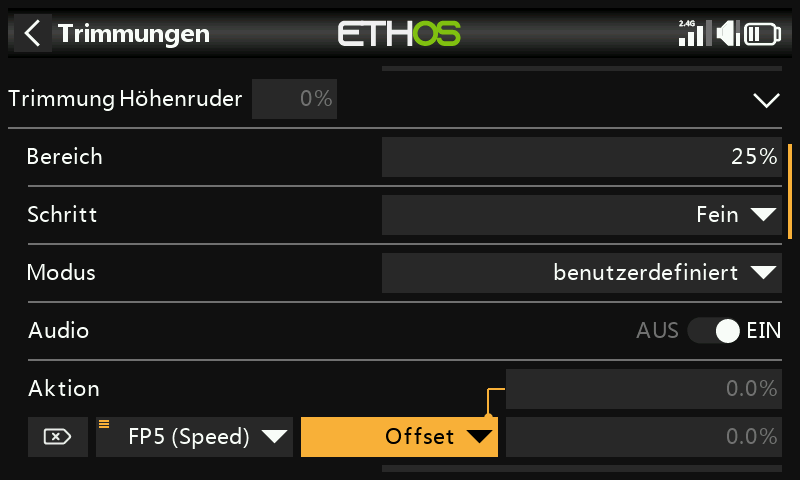 Trimmungen ETHOS 2.4G
Trimmung Höhenruder 0%
Bereich 25%
Schritt Fein
Modus benutzerdefiniert
Audio AUS EIN
Aktion 0.0%
FP5 (Speed) Offset 0.0%